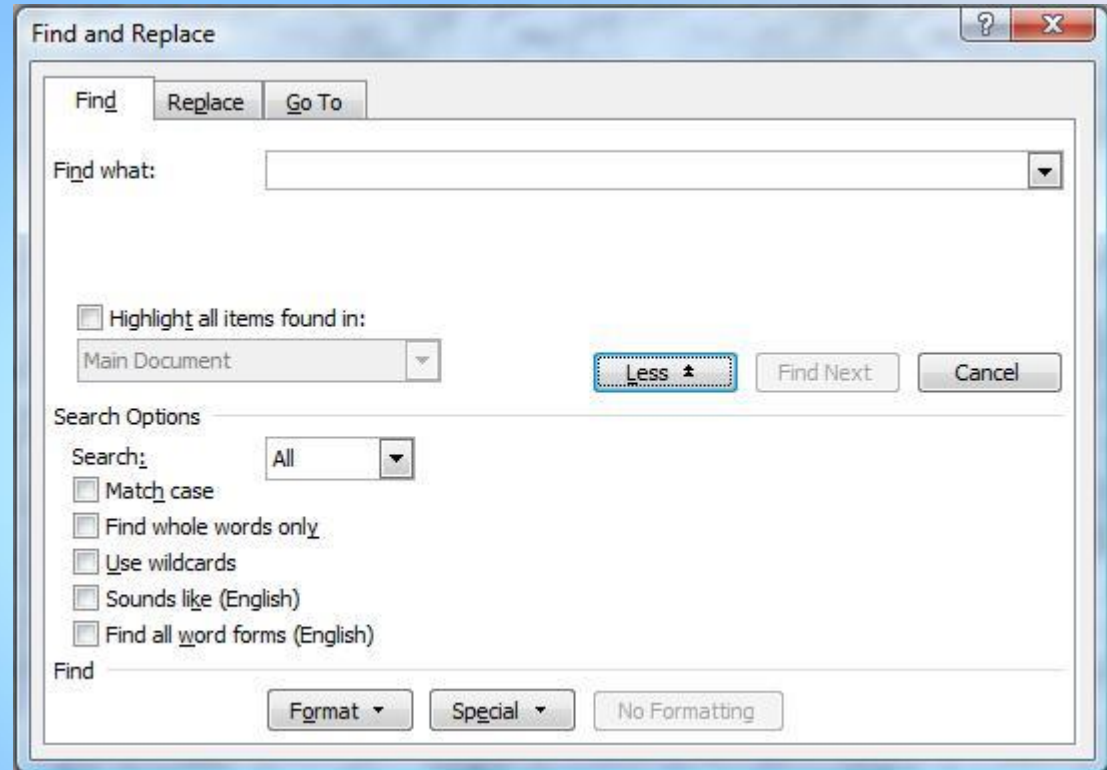 Find and Replace
Find Replace Go To
Find what:
Highlight all items found in:
Main Document
Less Find Next Cancel
Search Options
Search: All
Match case
Find whole words only
Use wildcards
Sounds like (English)
Find all word forms (English)
Find
Format Special No Formatting